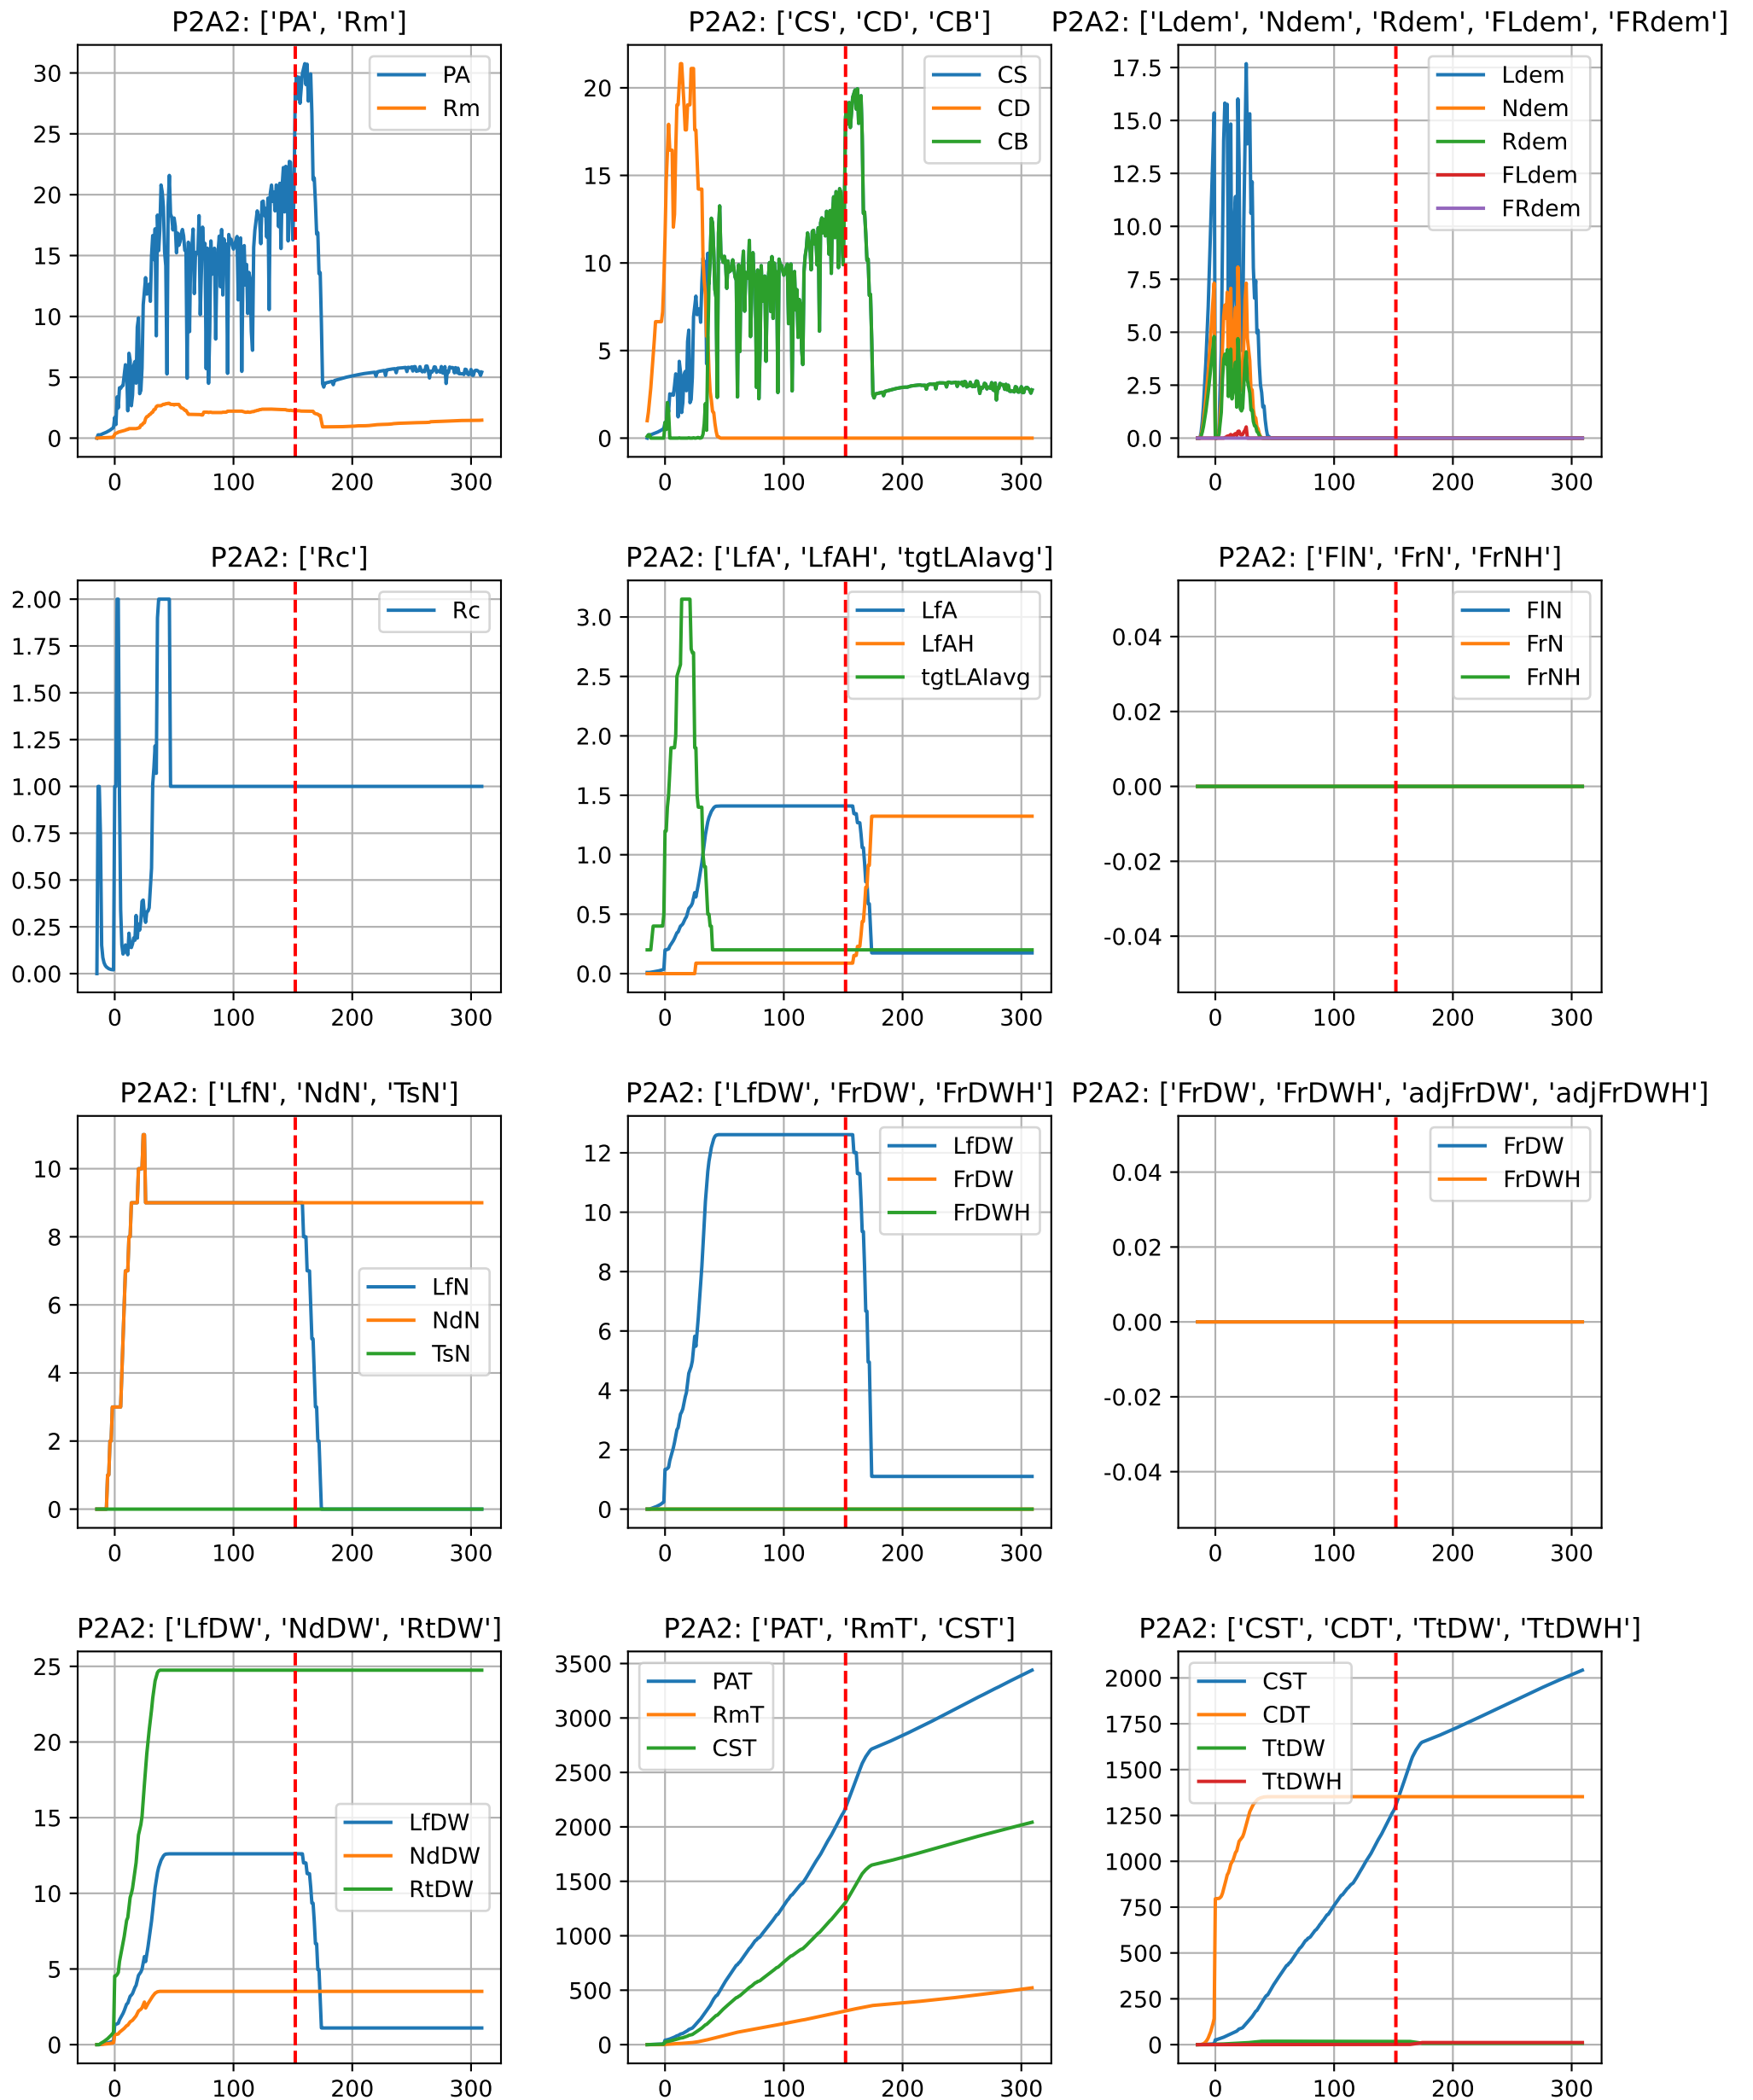 P2A2: ['PA', 'Rm']
PA
Rm
30
25
20
15
10
5
0
0 100 200 300
P2A2: ['CS', 'CD', 'CB']
CS
CD
CB
20
15
10
5
0
0 100 200 300
P2A2: ['Ldem', 'Ndem', 'Rdem', 'FLdem', 'FRdem']
Ldem
Ndem
Rdem
FLdem
FRdem
17.5
15.0
12.5
10.0
7.5
5.0
2.5
0.0
0 100 200 300
P2A2: ['Rc']
Rc
2.00
1.75
1.50
1.25
1.00
0.75
0.50
0.25
0.00
0 100 200 300
P2A2: ['LfA', 'LfAH', 'tgtLAIavg']
LfA
LfAH
tgtLAIavg
3.0
2.5
2.0
1.5
1.0
0.5
0.0
0 100 200 300
P2A2: ['FlN', 'FrN', 'FrNH']
FlN
FrN
FrNH
0.04
0.02
0.00
-0.02
-0.04
0 100 200 300
P2A2: ['LfN', 'NdN', 'TsN']
LfN
NdN
TsN
10
8
6
4
2
0
0 100 200 300
P2A2: ['LfDW', 'FrDW', 'FrDWH']
LfDW
FrDW
FrDWH
12
10
8
6
4
2
0
0 100 200 300
P2A2: ['FrDW', 'FrDWH', 'adjFrDW', 'adjFrDWH']
FrDW
FrDWH
0.04
0.02
0.00
-0.02
-0.04
0 100 200 300
P2A2: ['LfDW', 'NdDW', 'RtDW']
LfDW
NdDW
RtDW
25
20
15
10
5
0
0 100 200 300
P2A2: ['PAT', 'RmT', 'CST']
PAT
RmT
CST
3500
3000
2500
2000
1500
1000
500
0
0 100 200 300
P2A2: ['CST', 'CDT', 'TtDW', 'TtDWH']
CST
CDT
TtDW
TtDWH
2000
1750
1500
1250
1000
750
500
250
0
0 100 200 300